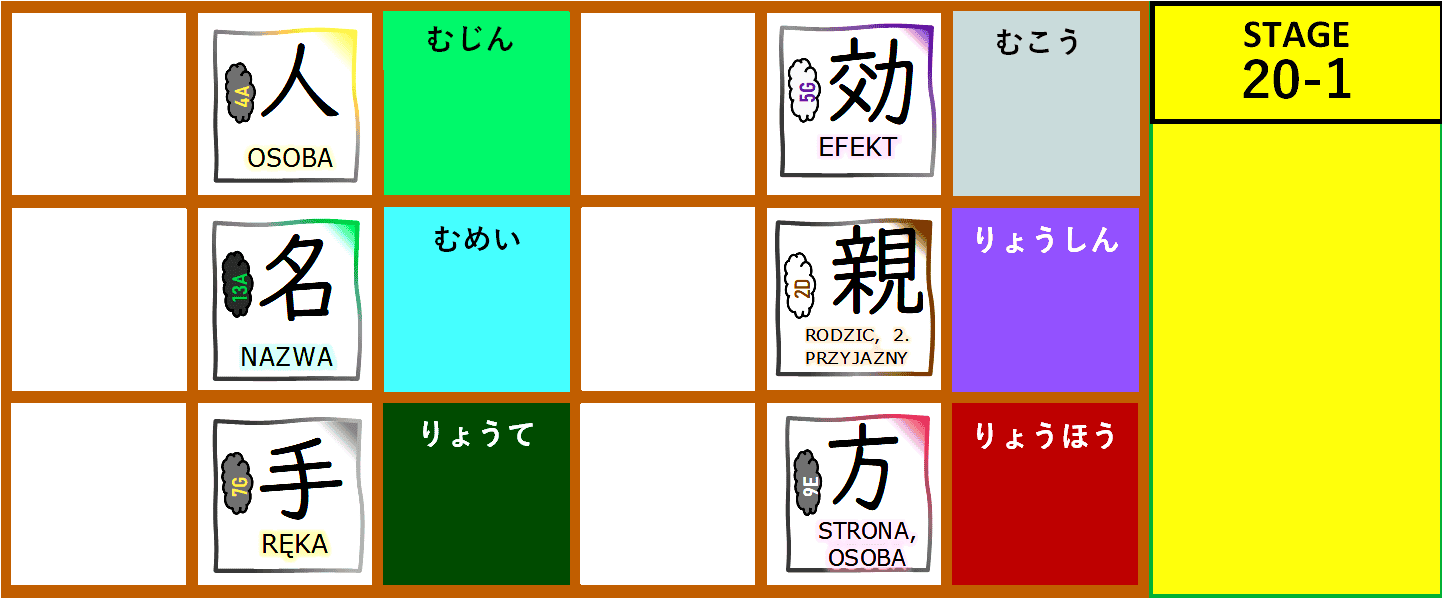 4A
人
OSOBA
むじん
5G
効
EFEKT
むこう
STAGE
20-1
13A
名
NAZWA
むめい
2D
親
RODZIC, 2.
PRZYJAZNY
りょうしん
7G
手
RĘKA
りょうて
9E
方
STRONA,
OSOBA
りょうほう